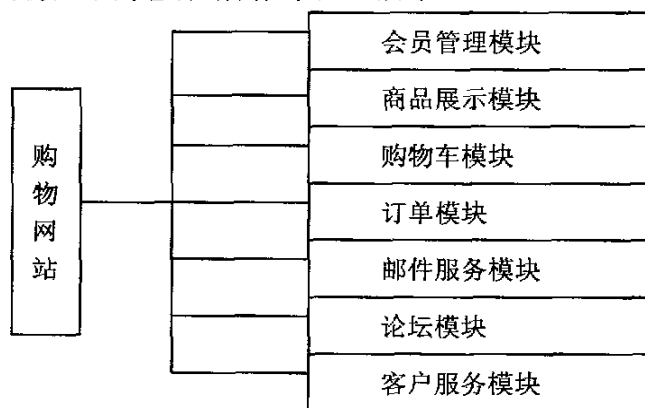 会员管理模块
商品展示模块
购物车模块
购物网站
订单模块
邮件服务模块
论坛模块
客户服务模块